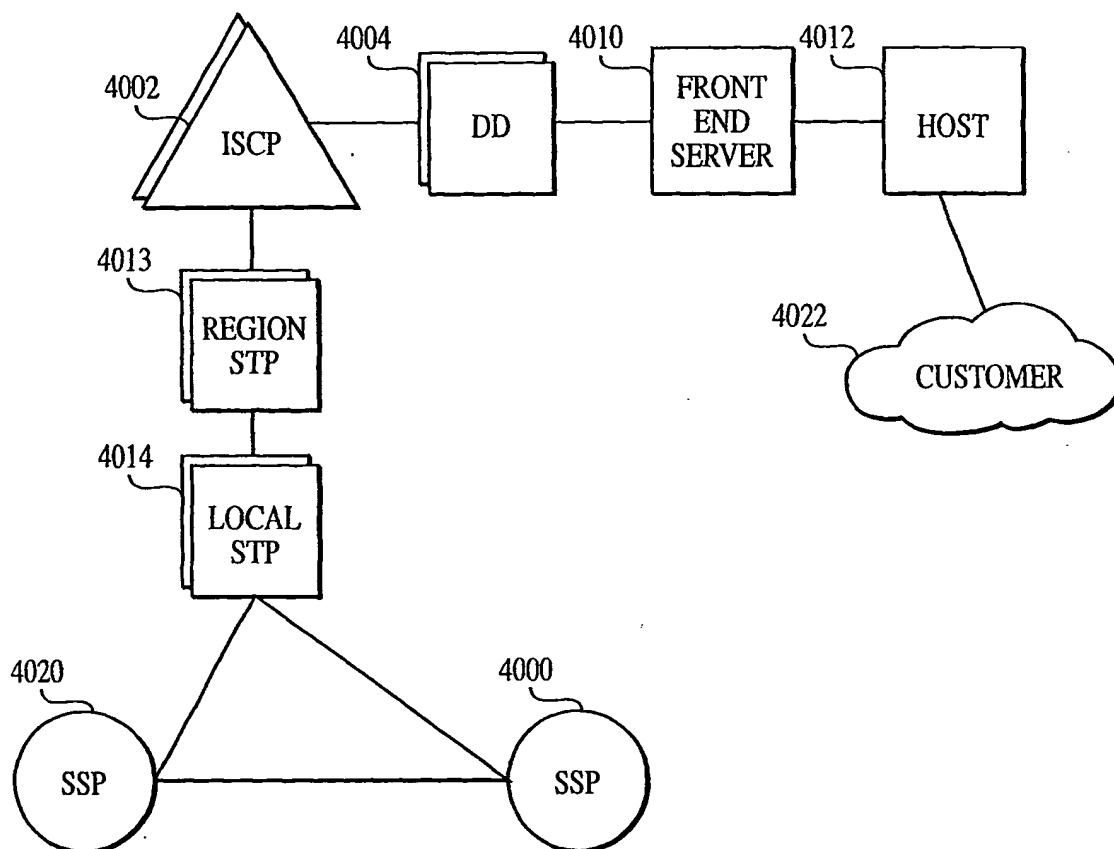 4002
ISCP
4004
DD
4010
FRONT
END
SERVER
4012
HOST
4013
REGION
STP
4022
CUSTOMER
4014
LOCAL
STP
4020
SSP
4000
SSP